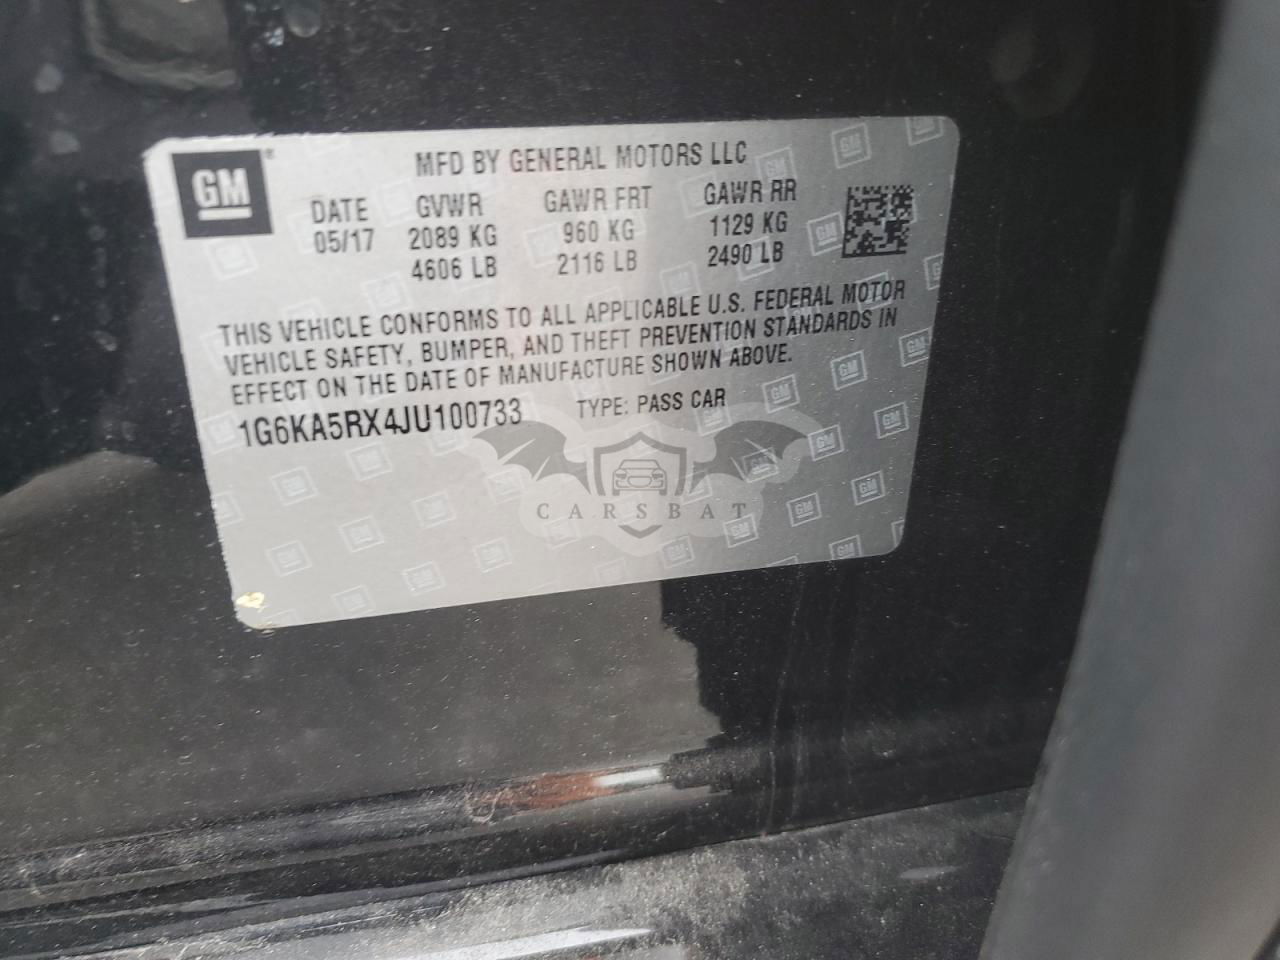 GM
MFD BY GENERAL MOTORS LLC
DATE GVWR GAWR FRT GAWR RR
05/17 2089 KG 960 KG 1129 KG
4606 LB 2116 LB 2490 LB
THIS VEHICLE CONFORMS TO ALL APPLICABLE U.S. FEDERAL MOTOR
VEHICLE SAFETY, BUMPER, AND THEFT PREVENTION STANDARDS IN
EFFECT ON THE DATE OF MANUFACTURE SHOWN ABOVE.
1G6KA5RX4JU100733 TYPE: PASS CAR
CARSBAT